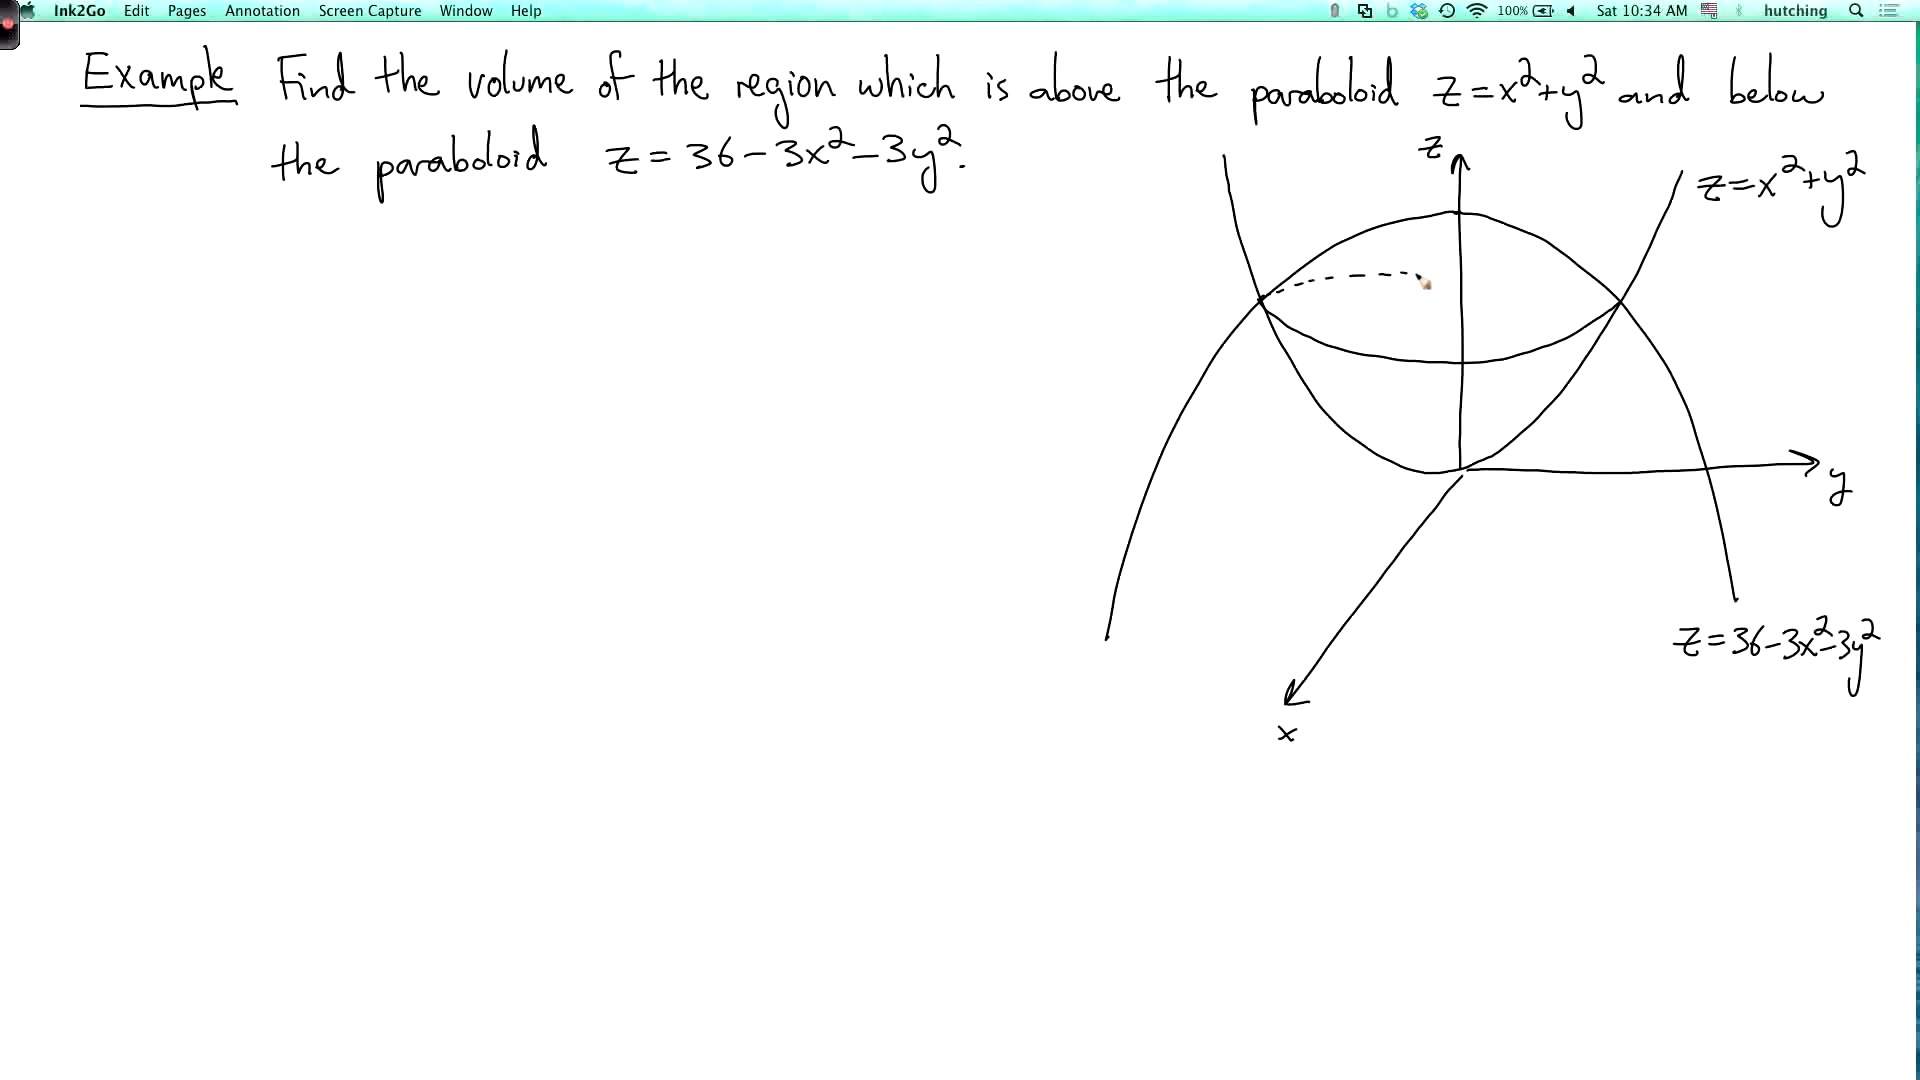 Ink2Go Edit Pages Annotation Screen Capture Window Help 100% Sat 10:34 AM hutching
Example Find the volume of the region which is above the paraboloid z=x²+y² and below
the paraboloid z=36-3x²-3y².
z
z=x²+y²
y
z=36-3x²-3y²
x